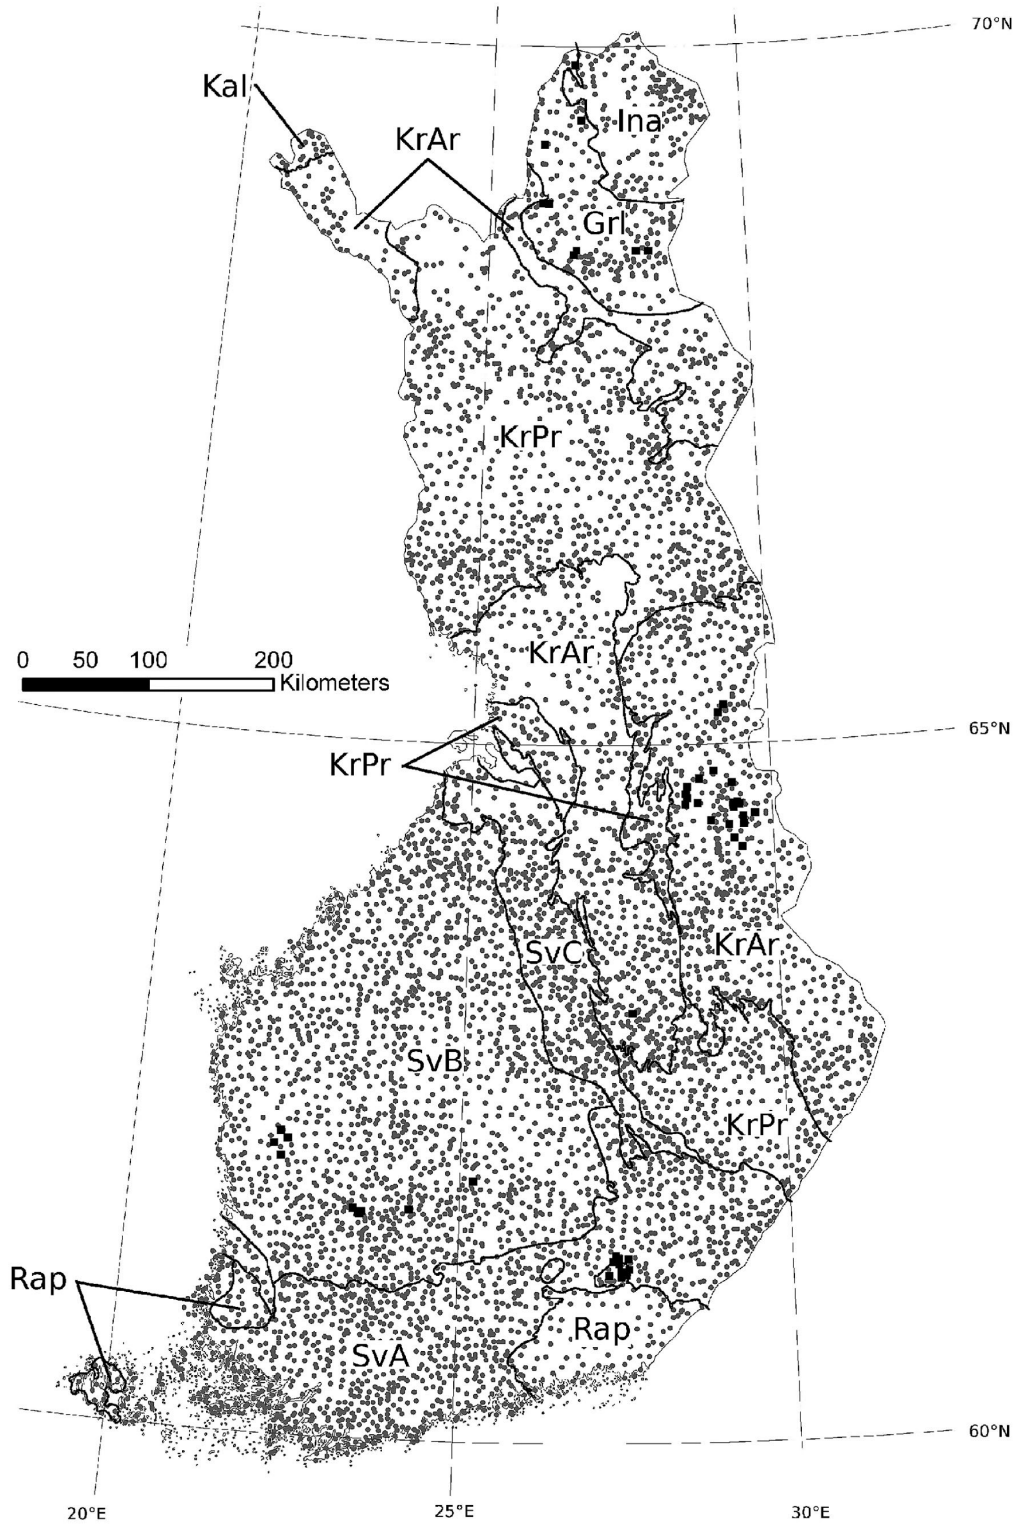 70°N
Kal
KrAr
Ina
Grl
KrPr
KrAr
0 50 100 200
Kilometers
65°N
KrPr
SvC
KrAr
SvB
KrPr
Rap
Rap
SvA
60°N
20°E
25°E
30°E